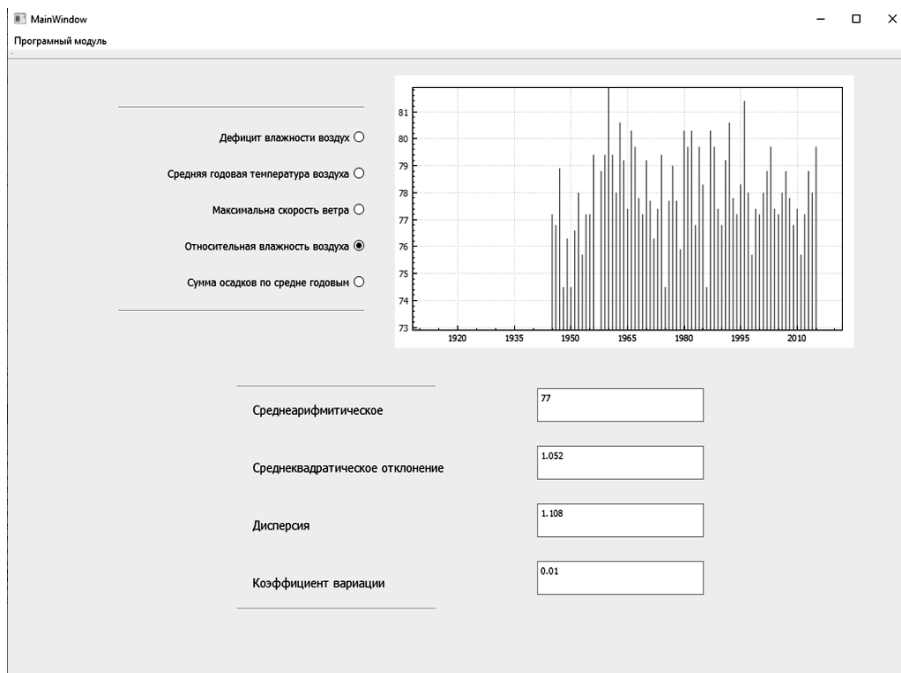 MainWindow
Програмный модуль
Дефицит влажности воздух
Средняя годовая температура воздуха
Максимальна скорость ветра
Относительная влажность воздуха
Сумма осадков по средне годовым
81
80
79
78
77
76
75
74
73
1920 1935 1950 1965 1980 1995 2010
Среднеарифмитическое 77
Среднеквадратическое отклонение 1.052
Дисперсия 1.108
Коэффициент вариации 0.01